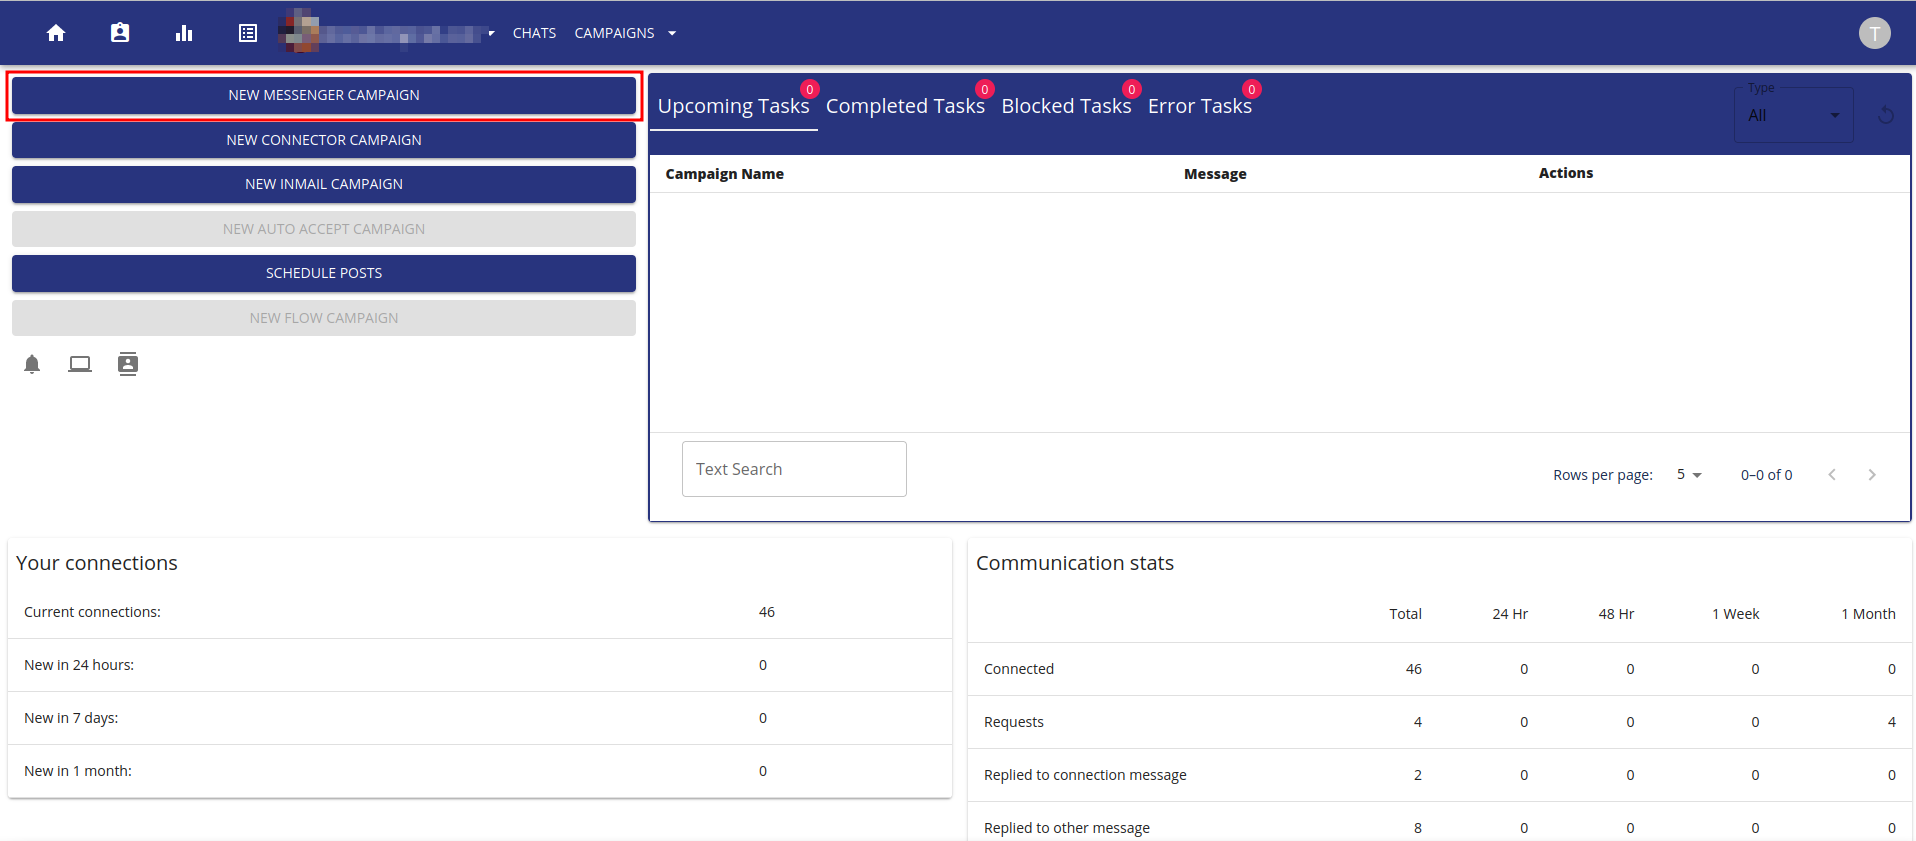 CHATS CAMPAIGNS T
NEW MESSENGER CAMPAIGN
NEW CONNECTOR CAMPAIGN
NEW INMAIL CAMPAIGN
NEW AUTO ACCEPT CAMPAIGN
SCHEDULE POSTS
NEW FLOW CAMPAIGN
Upcoming Tasks 0 Completed Tasks 0 Blocked Tasks 0 Error Tasks 0
Type
All
Campaign Name Message Actions
Text Search
Rows per page: 5 0–0 of 0
Your connections
Current connections: 46
New in 24 hours: 0
New in 7 days: 0
New in 1 month: 0
Communication stats
Total 24 Hr 48 Hr 1 Week 1 Month
Connected 46 0 0 0 0
Requests 4 0 0 0 4
Replied to connection message 2 0 0 0 0
Replied to other message 8 0 0 0 0